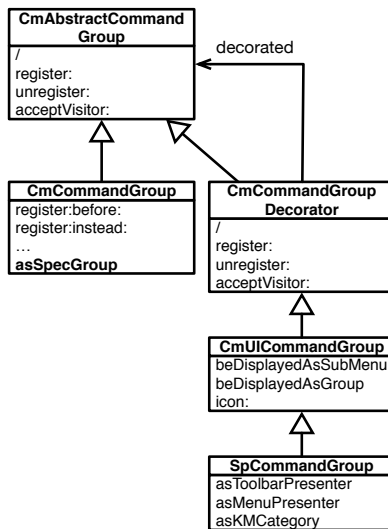 CmAbstractCommand
Group
/
register:
unregister:
acceptVisitor:
decorated
CmCommandGroup
register:before:
register:instead:
...
asSpecGroup
CmCommandGroup
Decorator
/
register:
unregister:
acceptVisitor:
CmUICommandGroup
beDisplayedAsSubMenu
beDisplayedAsGroup
icon:
SpCommandGroup
asToolbarPresenter
asMenuPresenter
asKMCategory